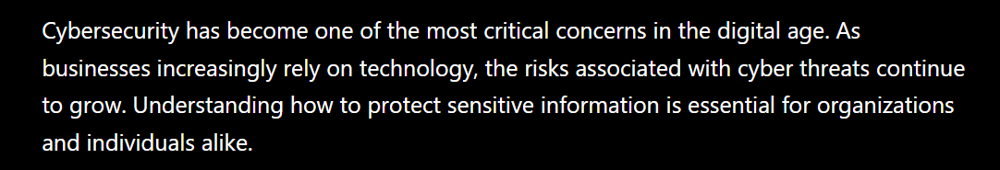 Cybersecurity has become one of the most critical concerns in the digital age. As
businesses increasingly rely on technology, the risks associated with cyber threats continue
to grow. Understanding how to protect sensitive information is essential for organizations
and individuals alike.